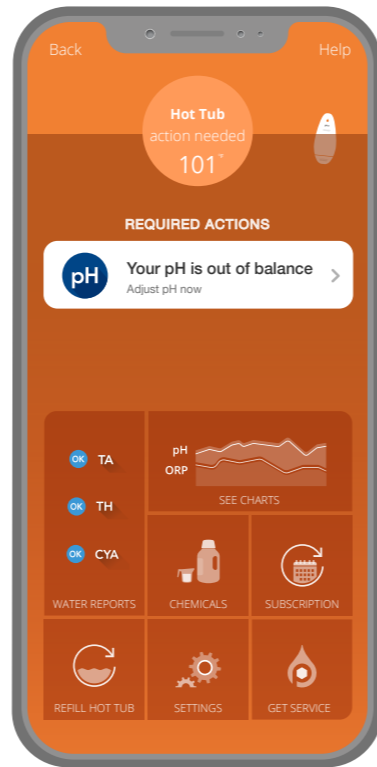 Back
Help
Hot Tub
action needed
101°
REQUIRED ACTIONS
pH
Your pH is out of balance
Adjust pH now
OK TA
OK TH
OK CYA
WATER REPORTS
pH
ORP
SEE CHARTS
CHEMICALS
SUBSCRIPTION
REFILL HOT TUB
SETTINGS
GET SERVICE